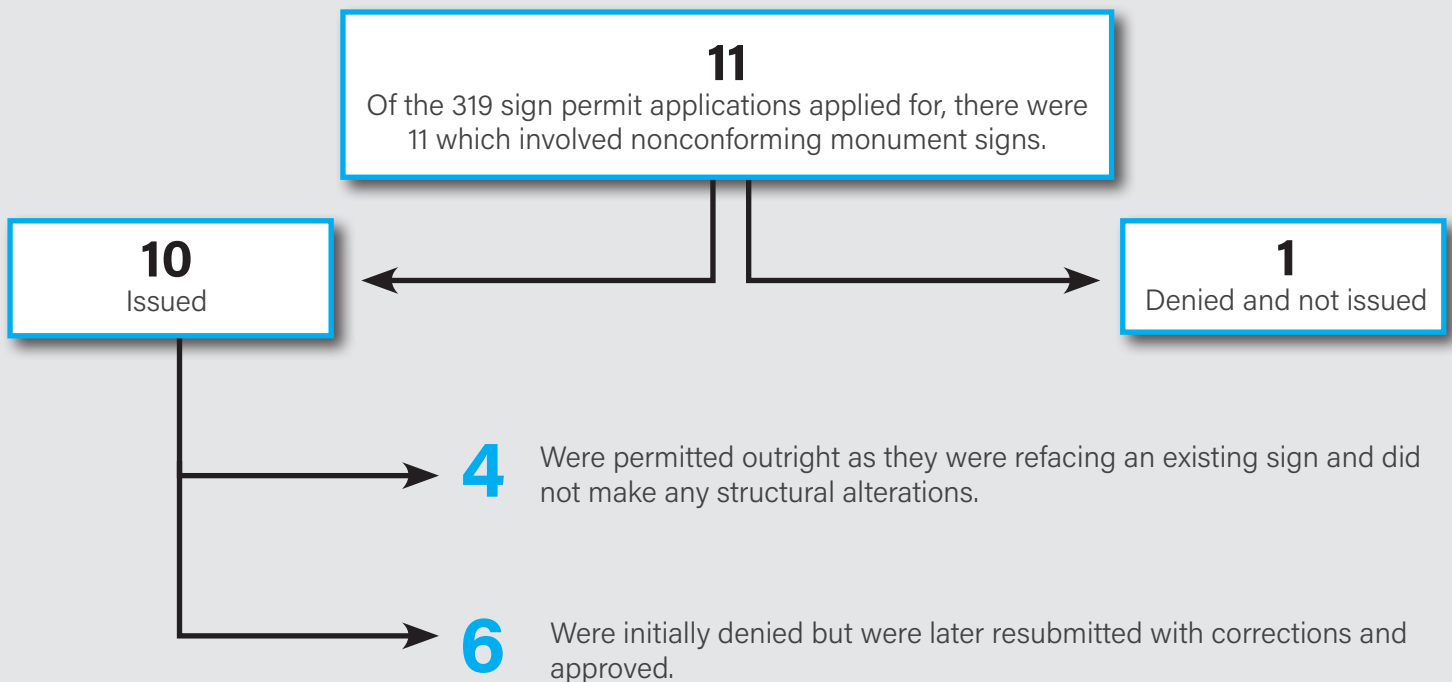 11
Of the 319 sign permit applications applied for, there were
11 which involved nonconforming monument signs.
10
Issued
1
Denied and not issued
4
Were permitted outright as they were refacing an existing sign and did
not make any structural alterations.
6
Were initially denied but were later resubmitted with corrections and
approved.